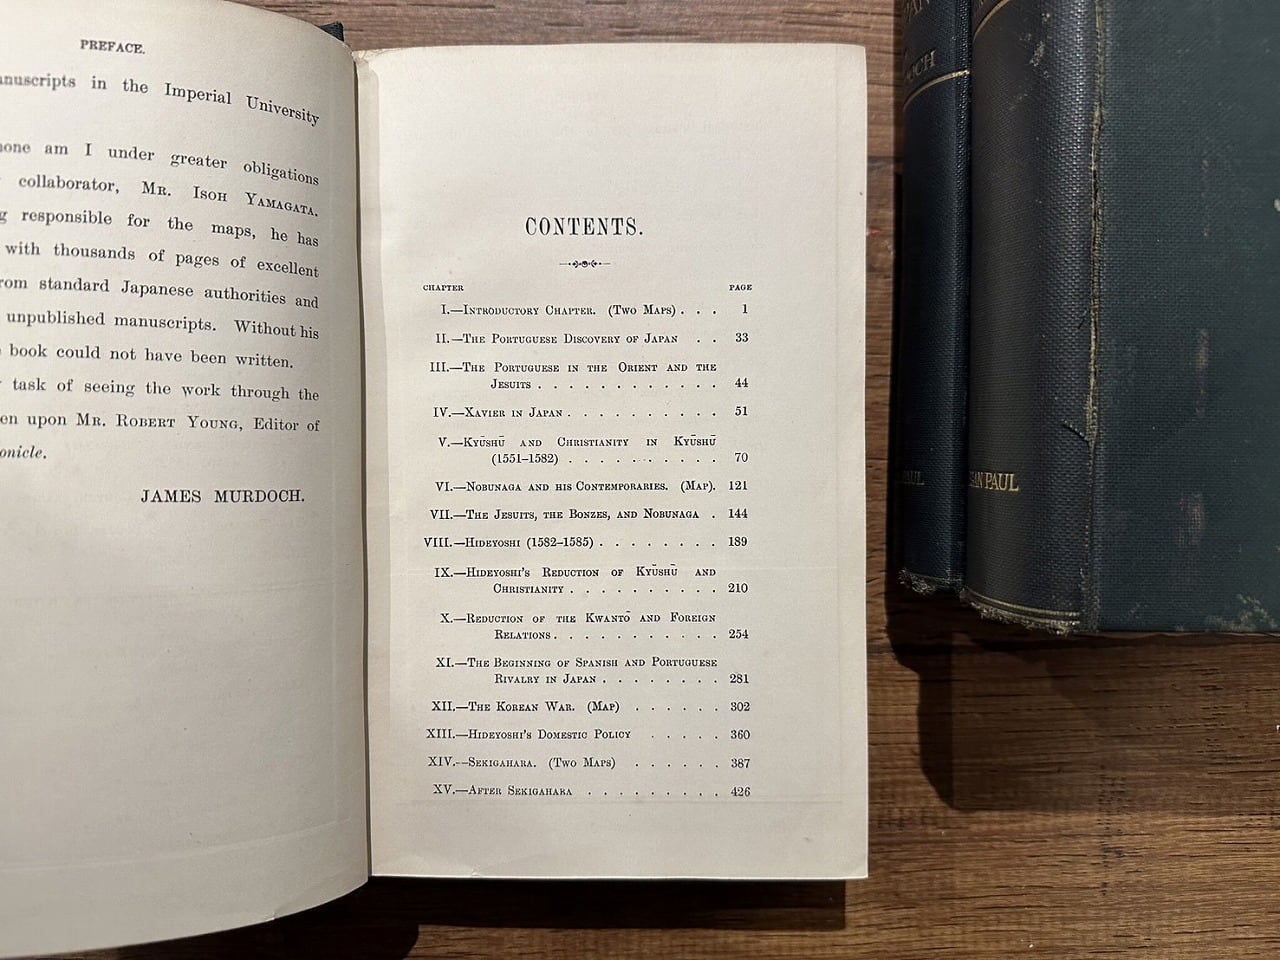 PREFACE.
in the Imperial University
am I under greater obligations
collaborator, MR. ISOH YAMAGATA.
responsible for the maps, he has
with thousands of pages of excellent
standard Japanese authorities and
unpublished manuscripts. Without his
book could not have been written.
task of seeing the work through the
upon MR. ROBERT YOUNG, Editor of
JAMES MURDOCH.
CONTENTS.
CHAPTER PAGE
I.—INTRODUCTORY CHAPTER. (TWO MAPS) . . . 1
II.—THE PORTUGUESE DISCOVERY OF JAPAN . . 33
III.—THE PORTUGUESE IN THE ORIENT AND THE
JESUITS . . . . . . . . . . . . 44
IV.—XAVIER IN JAPAN . . . . . . . . . . 51
V.—KYŪSHŪ AND CHRISTIANITY IN KYŪSHŪ
(1551–1582) . . . . . . . . . . 70
VI.—NOBUNAGA AND HIS CONTEMPORARIES. (MAP). 121
VII.—THE JESUITS, THE BONZES, AND NOBUNAGA . 144
VIII.—HIDEYOSHI (1582–1585) . . . . . . . . 189
IX.—HIDEYOSHI'S REDUCTION OF KYŪSHŪ AND
CHRISTIANITY . . . . . . . . . . 210
X.—REDUCTION OF THE KWANTŌ AND FOREIGN
RELATIONS . . . . . . . . . . . 254
XI.—THE BEGINNING OF SPANISH AND PORTUGUESE
RIVALRY IN JAPAN . . . . . . . . 281
XII.—THE KOREAN WAR. (MAP) . . . . . . 302
XIII.—HIDEYOSHI'S DOMESTIC POLICY . . . . . 360
XIV.—SEKIGAHARA. (TWO MAPS) . . . . . . 387
XV.—AFTER SEKIGAHARA . . . . . . . . . 426
PAUL